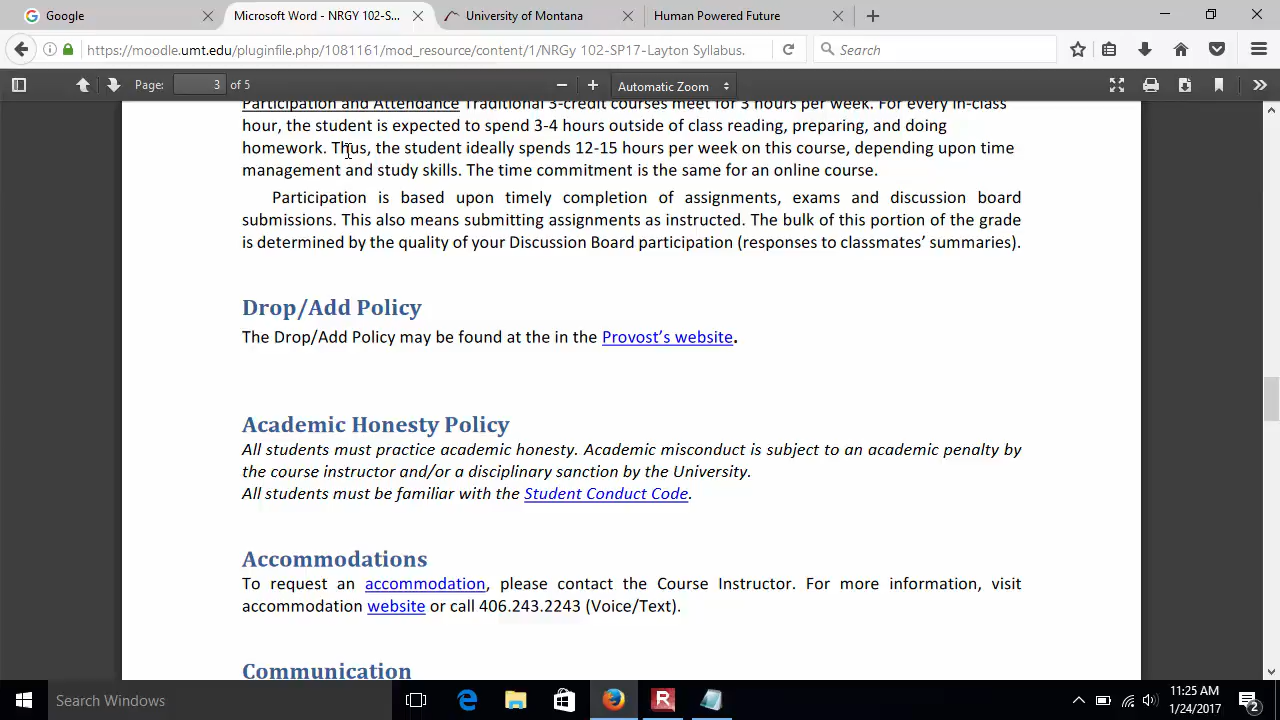 Google
Microsoft Word - NRGY 102-S...
University of Montana
Human Powered Future
https://moodle.umt.edu/pluginfile.php/1081161/mod_resource/content/1/NRGy 102-SP17-Layton Syllabus.
Search
Page: 3 of 5
Automatic Zoom
Participation and Attendance Traditional 3-credit courses meet for 3 hours per week. For every in-class
hour, the student is expected to spend 3-4 hours outside of class reading, preparing, and doing
homework. Thus, the student ideally spends 12-15 hours per week on this course, depending upon time
management and study skills. The time commitment is the same for an online course.
Participation is based upon timely completion of assignments, exams and discussion board
submissions. This also means submitting assignments as instructed. The bulk of this portion of the grade
is determined by the quality of your Discussion Board participation (responses to classmates’ summaries).
Drop/Add Policy
The Drop/Add Policy may be found at the in the Provost’s website.
Academic Honesty Policy
All students must practice academic honesty. Academic misconduct is subject to an academic penalty by
the course instructor and/or a disciplinary sanction by the University.
All students must be familiar with the Student Conduct Code.
Accommodations
To request an accommodation, please contact the Course Instructor. For more information, visit
accommodation website or call 406.243.2243 (Voice/Text).
Communication
Search Windows
11:25 AM
1/24/2017
2